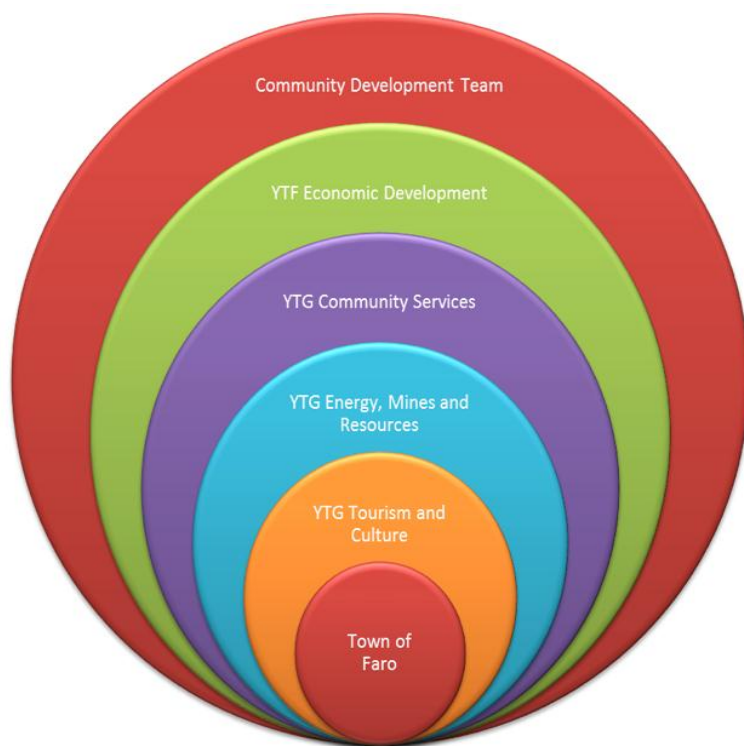 Community Development Team
YTF Economic Development
YTG Community Services
YTG Energy, Mines and
Resources
YTG Tourism and
Culture
Town of
Faro